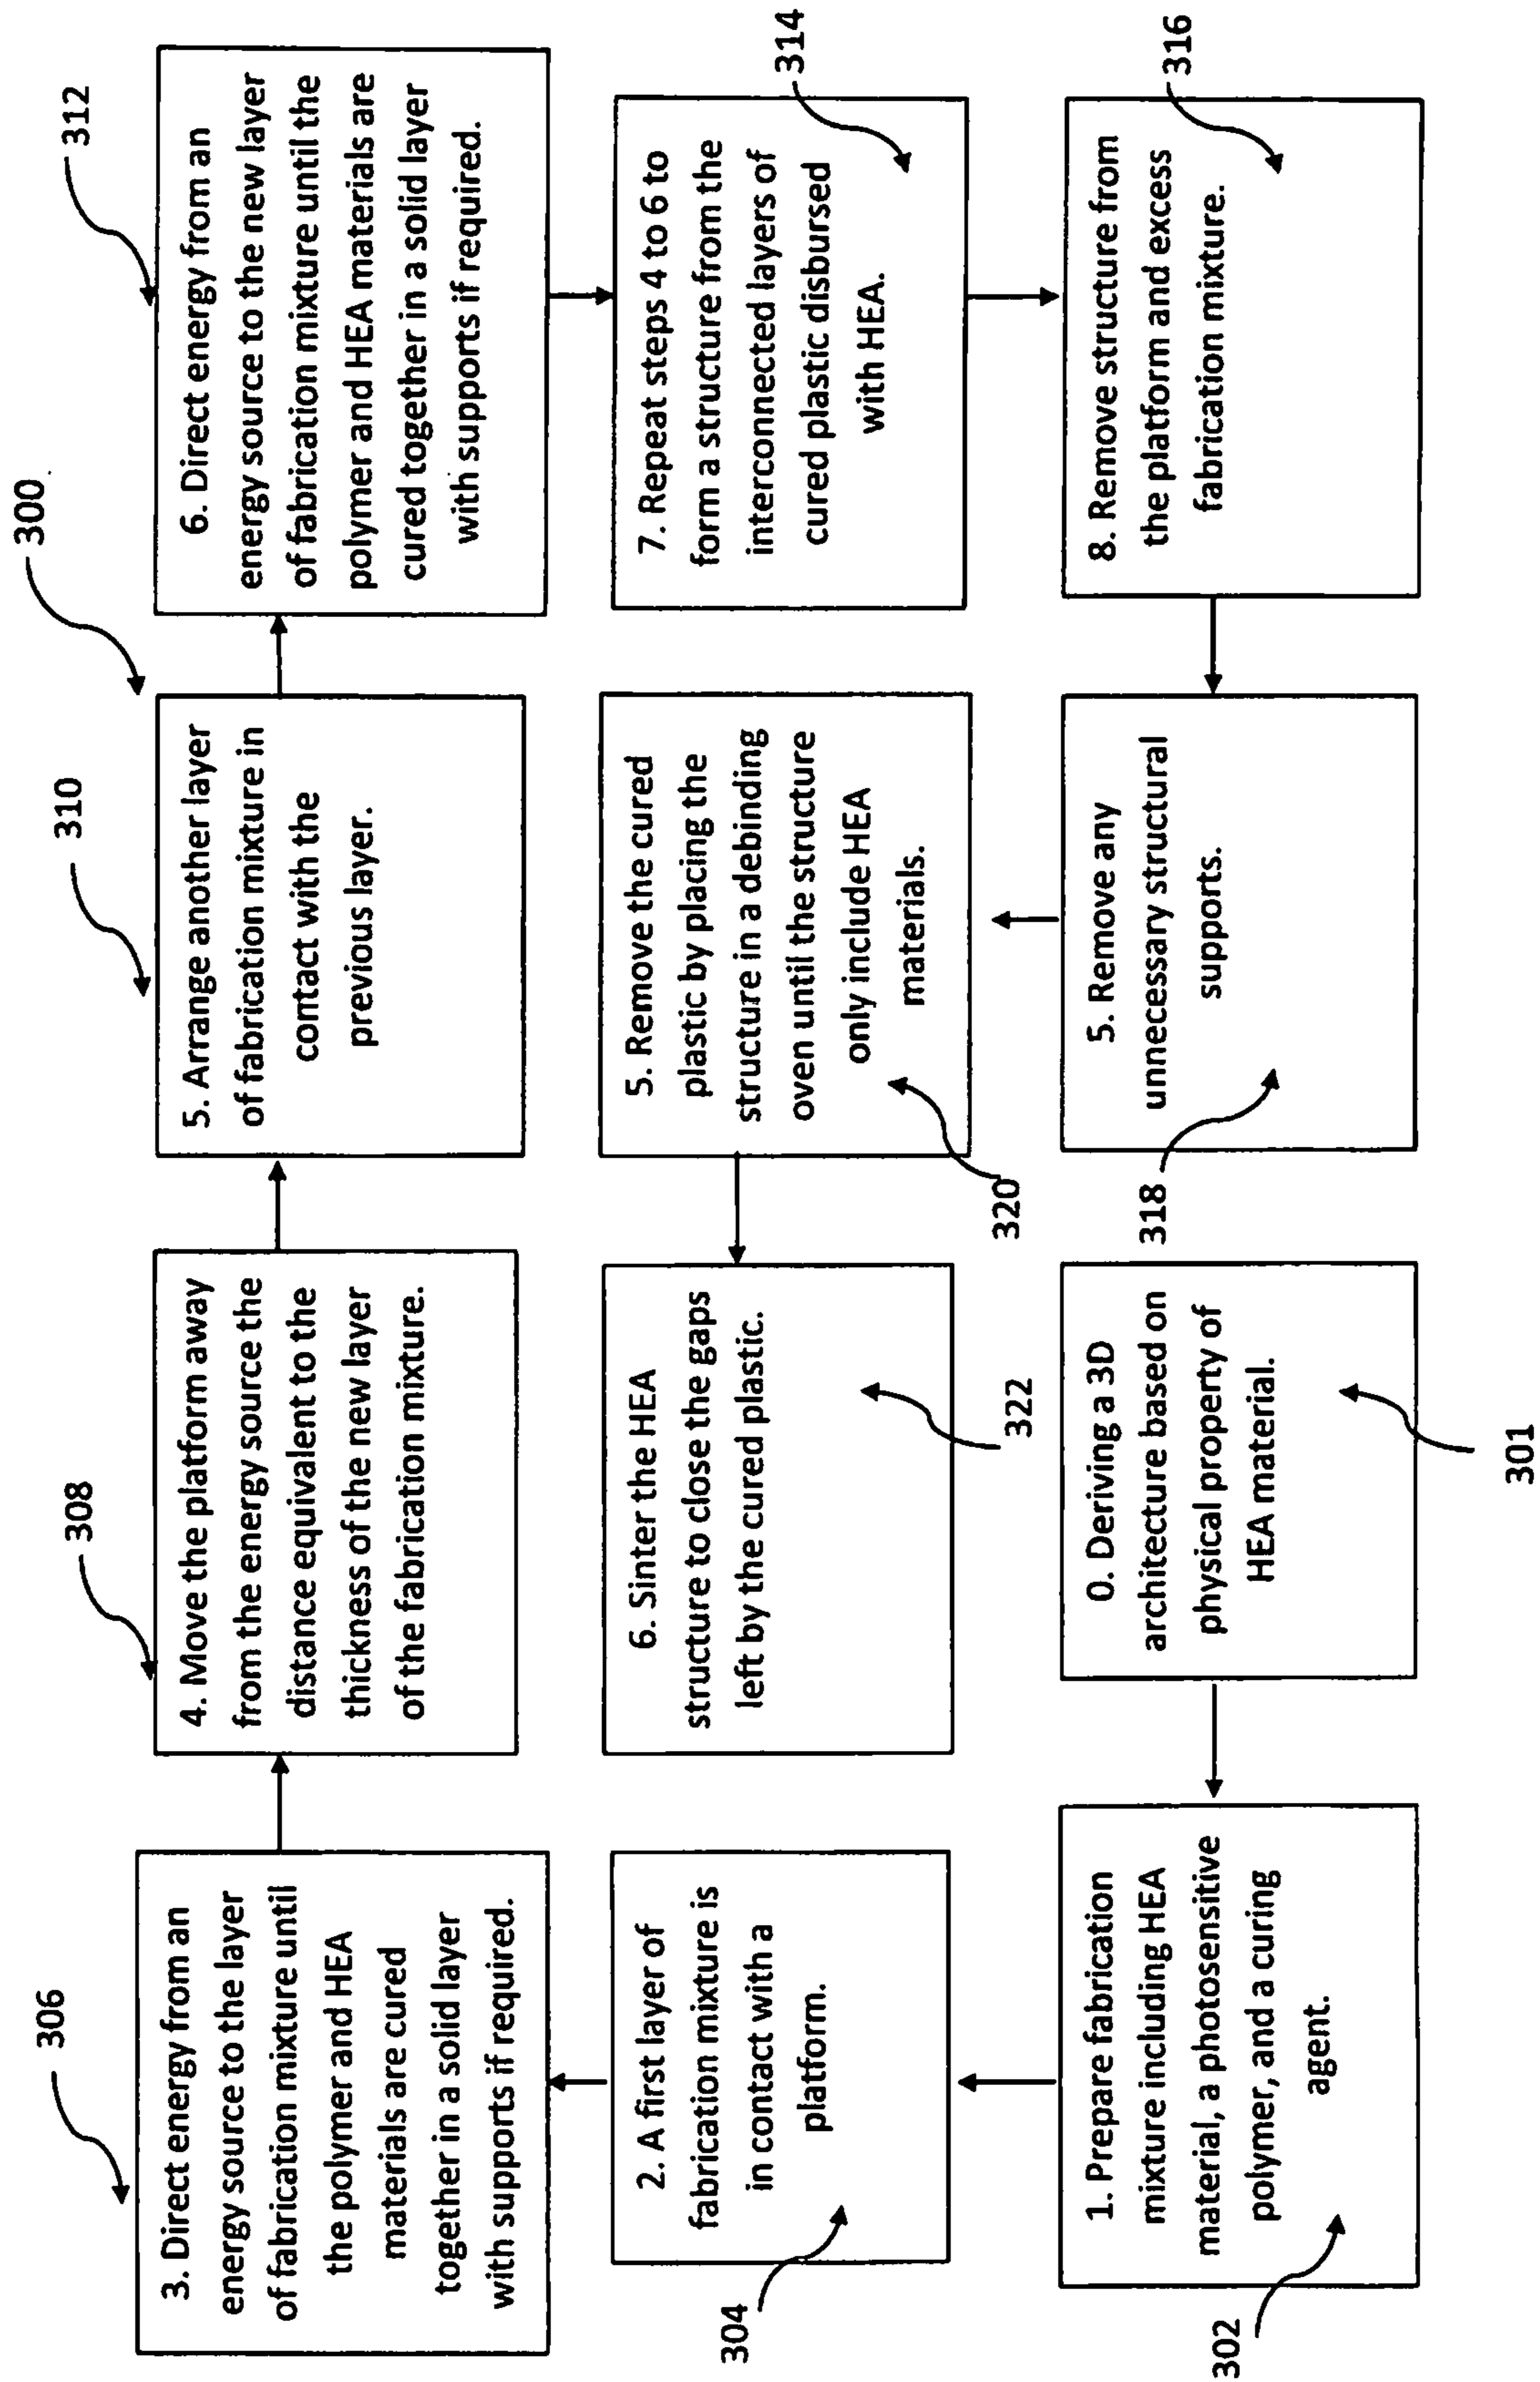 300
306
3. Direct energy from an
energy source to the layer
of fabrication mixture until
the polymer and HEA
materials are cured
together in a solid layer
with supports if required.
308
4. Move the platform away
from the energy source the
distance equivalent to the
thickness of the new layer
of the fabrication mixture.
310
5. Arrange another layer
of fabrication mixture in
contact with the
previous layer.
312
6. Direct energy from an
energy source to the new layer
of fabrication mixture until the
polymer and HEA materials are
cured together in a solid layer
with supports if required.
304
2. A first layer of
fabrication mixture is
in contact with a
platform.
6. Sinter the HEA
structure to close the gaps
left by the cured plastic.
322
5. Remove the cured
plastic by placing the
structure in a debinding
oven until the structure
only include HEA
materials.
320
7. Repeat steps 4 to 6 to
form a structure from the
interconnected layers of
cured plastic disbursed
with HEA.
314
302
1. Prepare fabrication
mixture including HEA
material, a photosensitive
polymer, and a curing
agent.
0. Deriving a 3D
architecture based on
physical property of
HEA material.
301
318
5. Remove any
unnecessary structural
supports.
8. Remove structure from
the platform and excess
fabrication mixture.
316